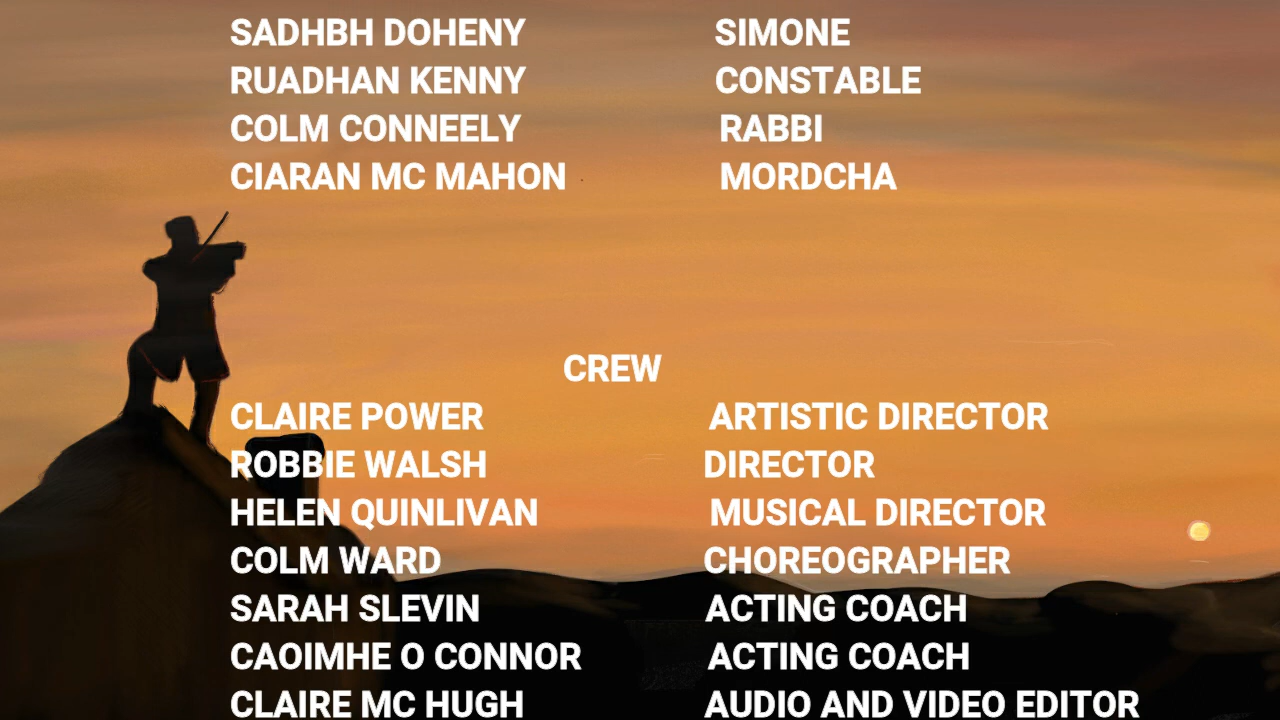 SADHBH DOHENY SIMONE
RUADHAN KENNY CONSTABLE
COLM CONNEELY RABBI
CIARAN MC MAHON MORDCHA
CREW
CLAIRE POWER ARTISTIC DIRECTOR
ROBBIE WALSH DIRECTOR
HELEN QUINLIVAN MUSICAL DIRECTOR
COLM WARD CHOREOGRAPHER
SARAH SLEVIN ACTING COACH
CAOIMHE O CONNOR ACTING COACH
CLAIRE MC HUGH AUDIO AND VIDEO EDITOR